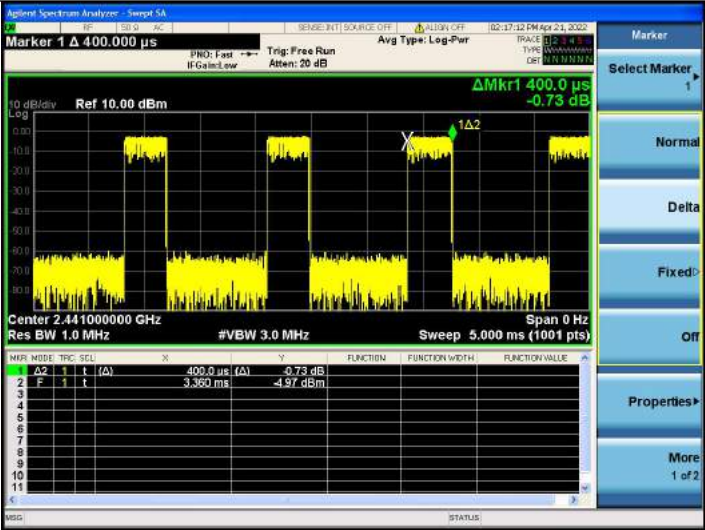 Agilent Spectrum Analyzer - Swept SA
RF 50 Ω AC SENSE:INT SOURCE OFF ALIGN OFF 02:17:12 PM Apr 21, 2022
Marker 1 Δ 400.000 µs
PNO: Fast
IFGain:Low
Trig: Free Run
Atten: 20 dB
Avg Type: Log-Pwr
TRACE 1 2 3 4 5 6
TYPE
DET N N N N N N
ΔMkr1 400.0 µs
-0.73 dB
10 dB/div Ref 10.00 dBm
Log
0.00
-10.0
-20.0
-30.0
-40.0
-50.0
-60.0
-70.0
-80.0
X
1Δ2
Center 2.441000000 GHz Span 0 Hz
Res BW 1.0 MHz #VBW 3.0 MHz Sweep 5.000 ms (1001 pts)
MKR MODE TRC SCL X Y FUNCTION FUNCTION WIDTH FUNCTION VALUE
1 Δ2 1 t (Δ) 400.0 µs (Δ) -0.73 dB
2 F 1 t 3.360 ms -4.97 dBm
3
4
5
6
7
8
9
10
11
MSG STATUS
Marker
Select Marker
1
Normal
Delta
Fixed
Off
Properties
More
1 of 2